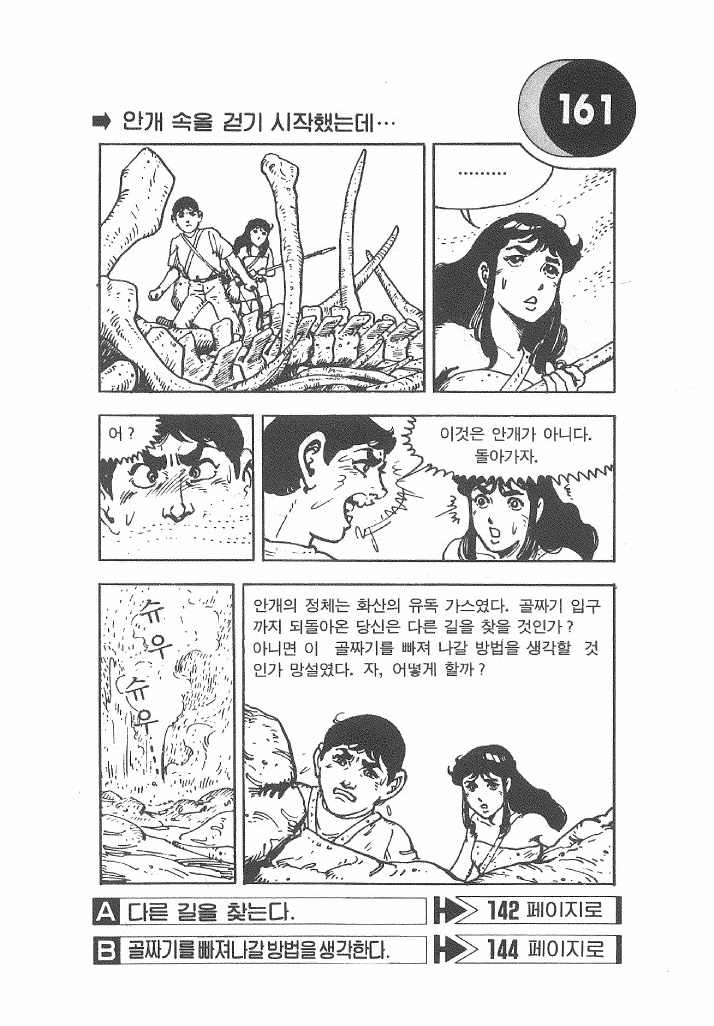 161
➡ 안개 속을 걷기 시작했는데…
………
어?
이것은 안개가 아니다.
돌아가자.
슈우
슈우
안개의 정체는 화산의 유독 가스였다. 골짜기 입구
까지 되돌아온 당신은 다른 길을 찾을 것인가?
아니면 이 골짜기를 빠져 나갈 방법을 생각할 것
인가 망설였다. 자, 어떻게 할까?
A 다른 길을 찾는다. 142 페이지로
B 골짜기를 빠져나갈 방법을 생각한다. 144 페이지로